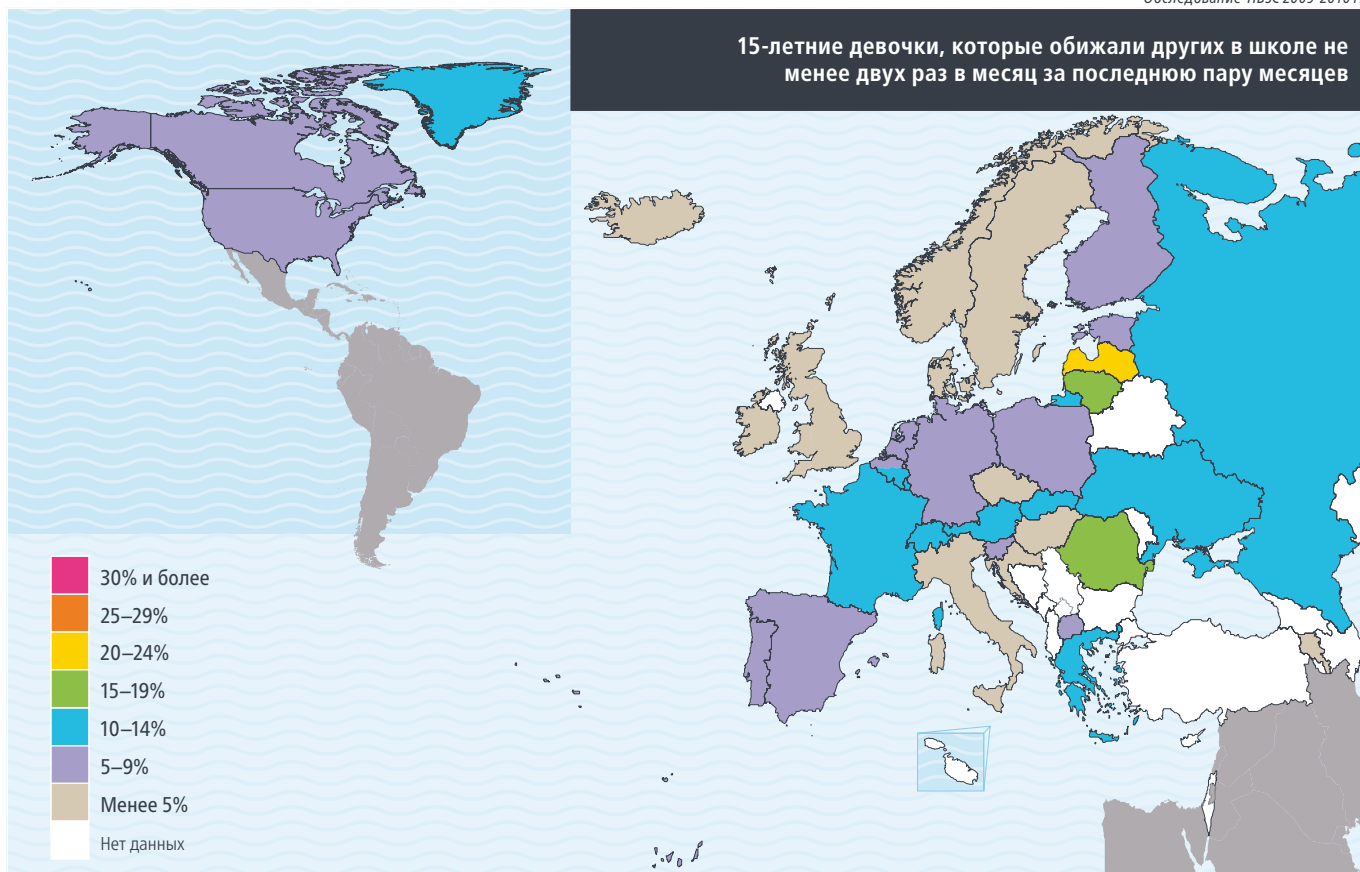 15-летние девочки, которые обижали других в школе не
менее двух раз в месяц за последнюю пару месяцев
30% и более
25–29%
20–24%
15–19%
10–14%
5–9%
Менее 5%
Нет данных